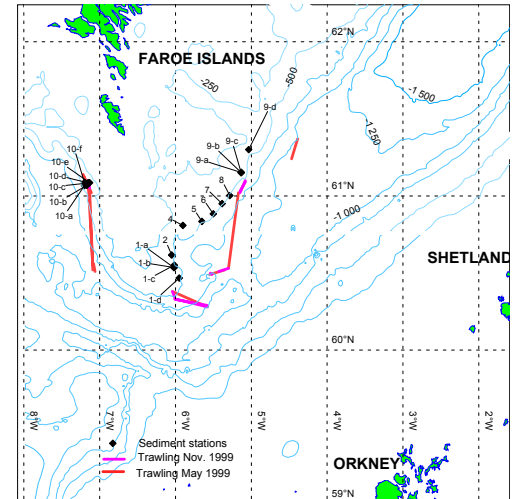 62°N
FAROE ISLANDS
-250
-500
-1 500
-1 250
9-d
9-c
9-b
9-a
10-f
10-e
10-d
10-c
10-b
10-a
8
7
6
5
4
61°N
-1 000
2
1-a
1-b
1-c
1-d
SHETLAND
60°N
8°W
7°W
6°W
5°W
4°W
3°W
2°W
Sediment stations
Trawling Nov. 1999
Trawling May 1999
ORKNEY
59°N